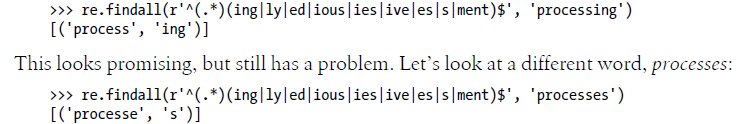 >>> re.findall(r'^(.*)(ing|ly|ed|ious|ies|ive|es|s|ment)$', 'processing')
[('process', 'ing')]
This looks promising, but still has a problem. Let’s look at a different word, processes:
>>> re.findall(r'^(.*)(ing|ly|ed|ious|ies|ive|es|s|ment)$', 'processes')
[('processe', 's')]